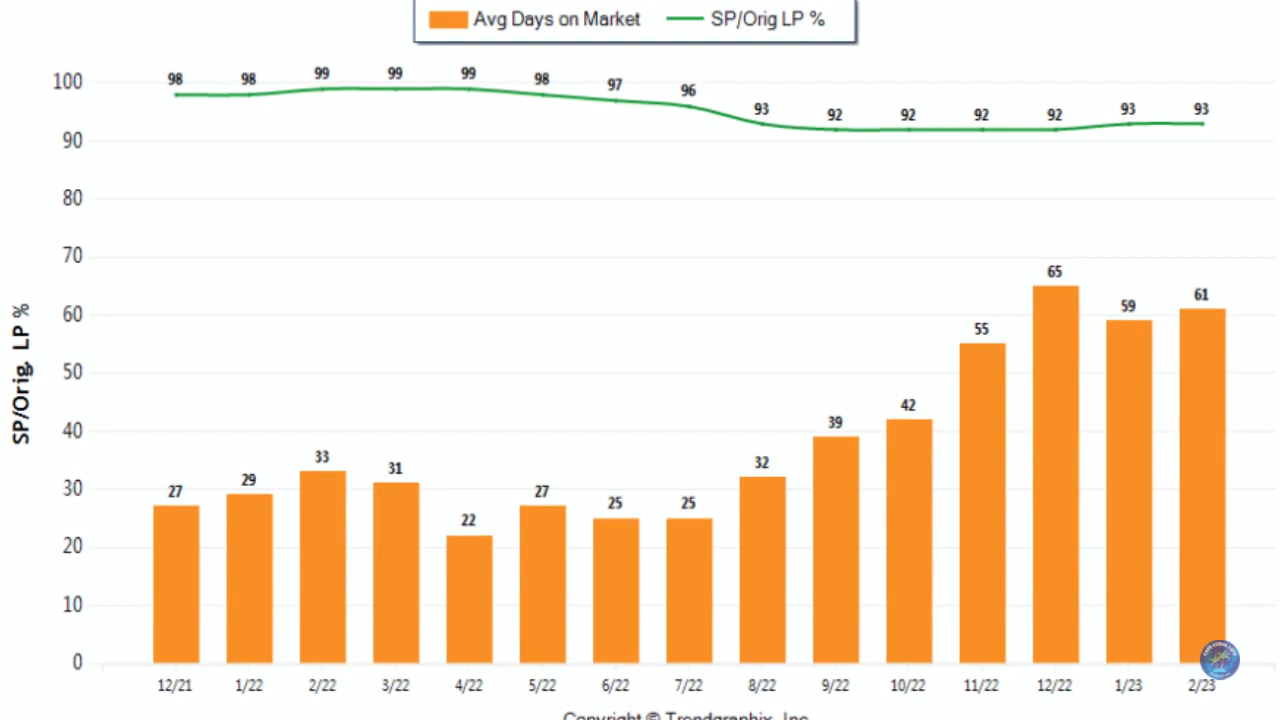 Avg Days on Market SP/Orig LP %
100
98 98 99 99 99 98 97 96 93 92 92 92 92 93 93
90
80
70
60
50
40
30
20
10
0
27 29 33 31 22 27 25 25 32 39 42 55 65 59 61
SP/Orig. LP %
12/21 1/22 2/22 3/22 4/22 5/22 6/22 7/22 8/22 9/22 10/22 11/22 12/22 1/23 2/23
Copyright © Trendgraphix, Inc